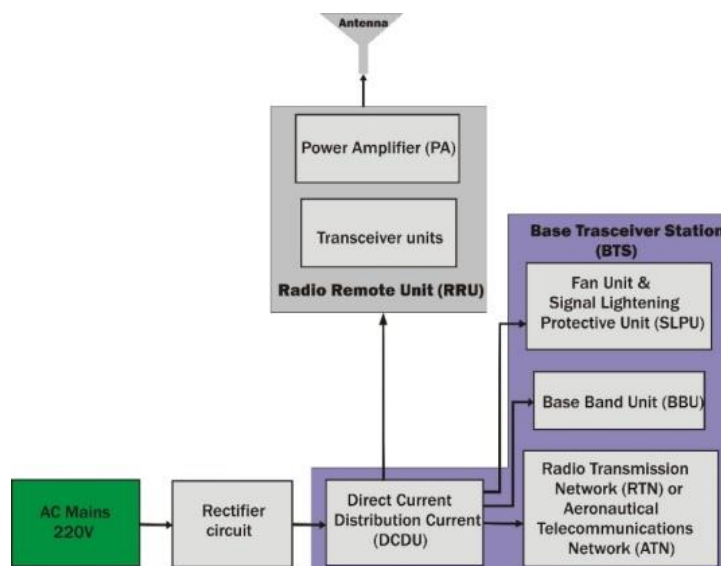 Antenna
Power Amplifier (PA)
Transceiver units
Radio Remote Unit (RRU)
Base Trasceiver Station
(BTS)
Fan Unit &
Signal Lightening
Protective Unit (SLPU)
Base Band Unit (BBU)
AC Mains
220V
Rectifier
circuit
Direct Current
Distribution Current
(DCDU)
Radio Transmission
Network (RTN) or
Aeronautical
Telecommunications
Network (ATN)